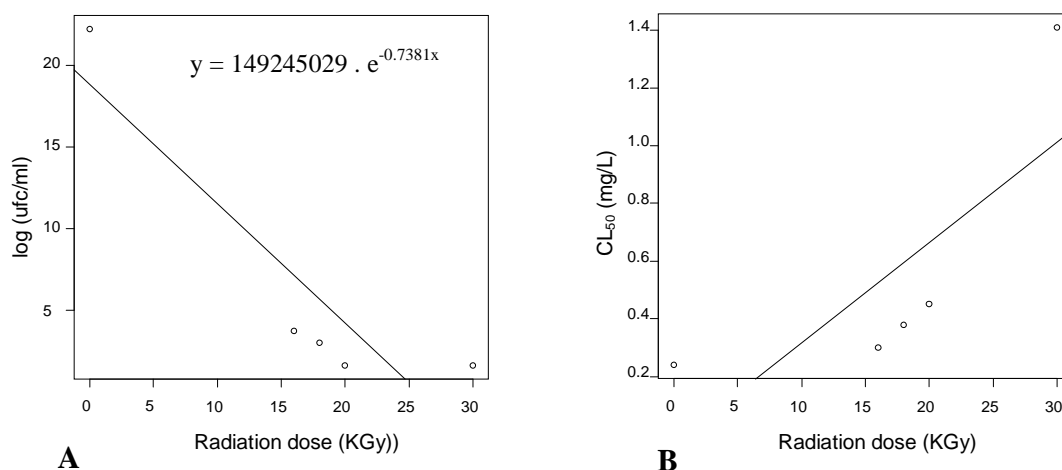 y = 149245029 . e-0.7381x
log (ufc/ml)
20
15
10
5
0 5 10 15 20 25 30
Radiation dose (KGy))
A
CL50 (mg/L)
1.4
1.2
1.0
0.8
0.6
0.4
0.2
0 5 10 15 20 25 30
Radiation dose (KGy)
B